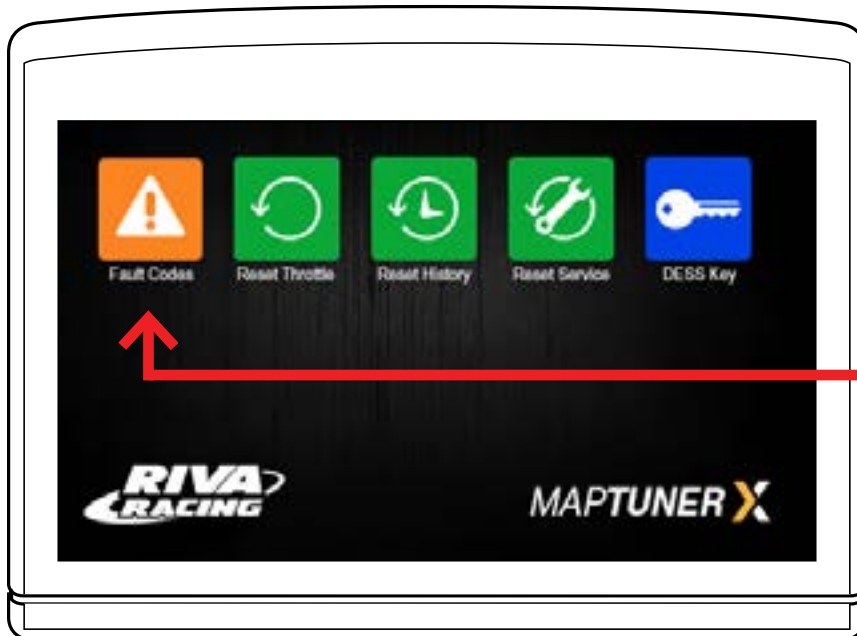 Fault Codes
Reset Throttle
Reset History
Reset Service
DESS Key
RIVA
RACING
MAPTUNER X